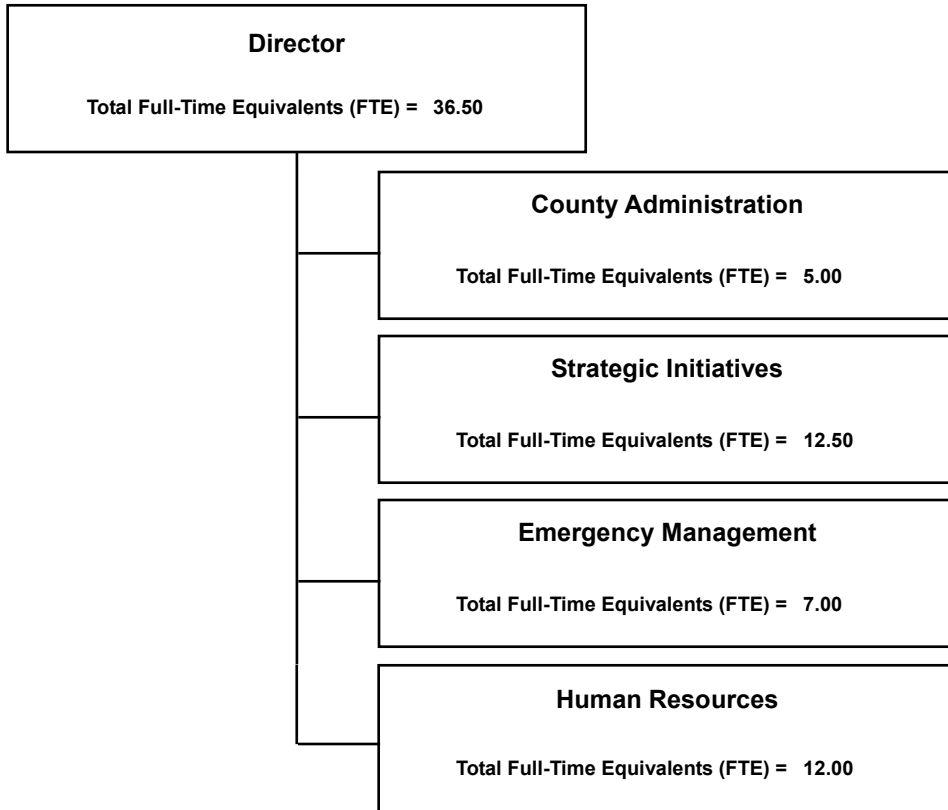 Director
Total Full-Time Equivalents (FTE) = 36.50
County Administration
Total Full-Time Equivalents (FTE) = 5.00
Strategic Initiatives
Total Full-Time Equivalents (FTE) = 12.50
Emergency Management
Total Full-Time Equivalents (FTE) = 7.00
Human Resources
Total Full-Time Equivalents (FTE) = 12.00